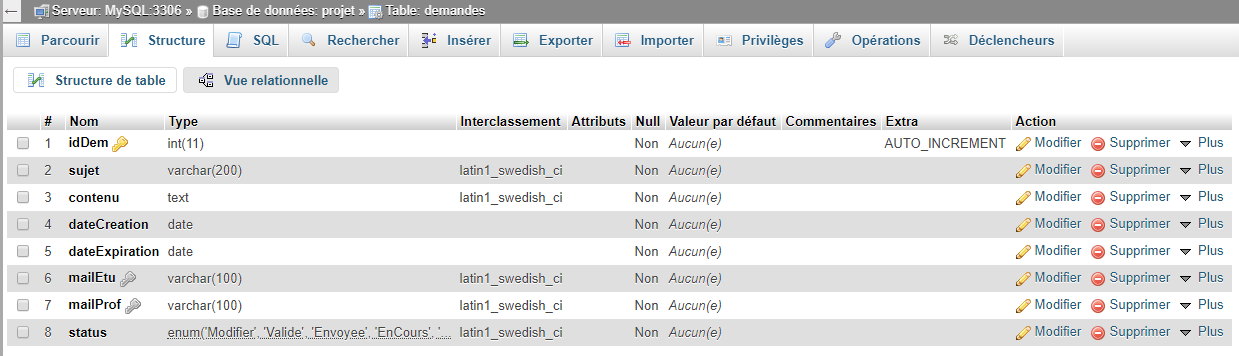 ← Serveur: MySQL:3306 » Base de données: projet » Table: demandes
Parcourir Structure SQL Rechercher Insérer Exporter Importer Privilèges Opérations Déclencheurs
Structure de table Vue relationnelle
# Nom Type Interclassement Attributs Null Valeur par défaut Commentaires Extra Action
1 idDem int(11) Non Aucun(e) AUTO_INCREMENT Modifier Supprimer Plus
2 sujet varchar(200) latin1_swedish_ci Non Aucun(e) Modifier Supprimer Plus
3 contenu text latin1_swedish_ci Non Aucun(e) Modifier Supprimer Plus
4 dateCreation date Non Aucun(e) Modifier Supprimer Plus
5 dateExpiration date Non Aucun(e) Modifier Supprimer Plus
6 mailEtu varchar(100) latin1_swedish_ci Non Aucun(e) Modifier Supprimer Plus
7 mailProf varchar(100) latin1_swedish_ci Non Aucun(e) Modifier Supprimer Plus
8 status enum('Modifier', 'Valide', 'Envoyee', 'EnCours', '... latin1_swedish_ci Non Aucun(e) Modifier Supprimer Plus